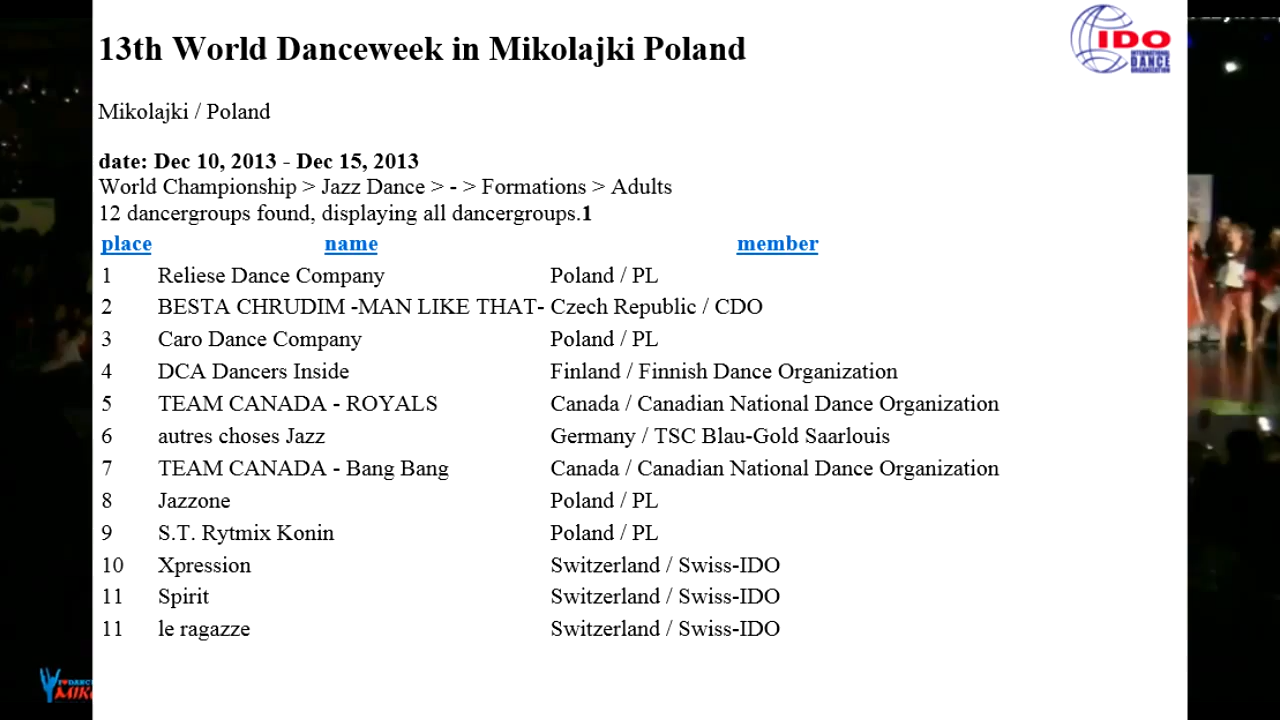 13th World Danceweek in Mikolajki Poland
IDO
INTERNATIONAL
DANCE
ORGANIZATION
Mikolajki / Poland
date: Dec 10, 2013 - Dec 15, 2013
World Championship > Jazz Dance > - > Formations > Adults
12 dancergroups found, displaying all dancergroups.1
place name member
1 Reliese Dance Company Poland / PL
2 BESTA CHRUDIM -MAN LIKE THAT- Czech Republic / CDO
3 Caro Dance Company Poland / PL
4 DCA Dancers Inside Finland / Finnish Dance Organization
5 TEAM CANADA - ROYALS Canada / Canadian National Dance Organization
6 autres choses Jazz Germany / TSC Blau-Gold Saarlouis
7 TEAM CANADA - Bang Bang Canada / Canadian National Dance Organization
8 Jazzone Poland / PL
9 S.T. Rytmix Konin Poland / PL
10 Xpression Switzerland / Swiss-IDO
11 Spirit Switzerland / Swiss-IDO
11 le ragazze Switzerland / Swiss-IDO